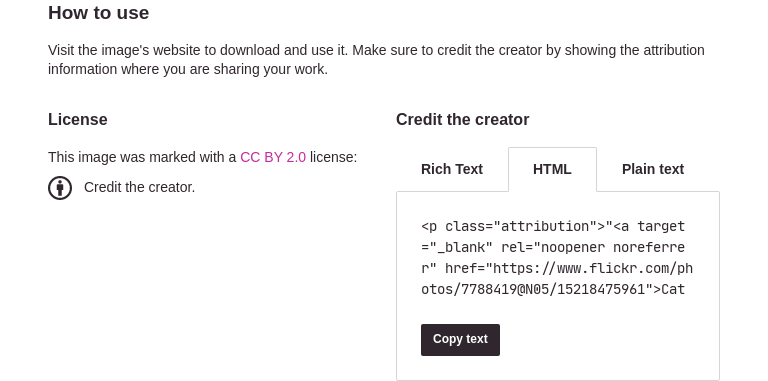 How to use
Visit the image's website to download and use it. Make sure to credit the creator by showing the attribution
information where you are sharing your work.
License
This image was marked with a CC BY 2.0 license:
Credit the creator.
Credit the creator
Rich Text
HTML
Plain text
<p class="attribution">"<a target
="_blank" rel="noopener noreferre
r" href="https://www.flickr.com/ph
otos/7788419@N05/15218475961">Cat
Copy text